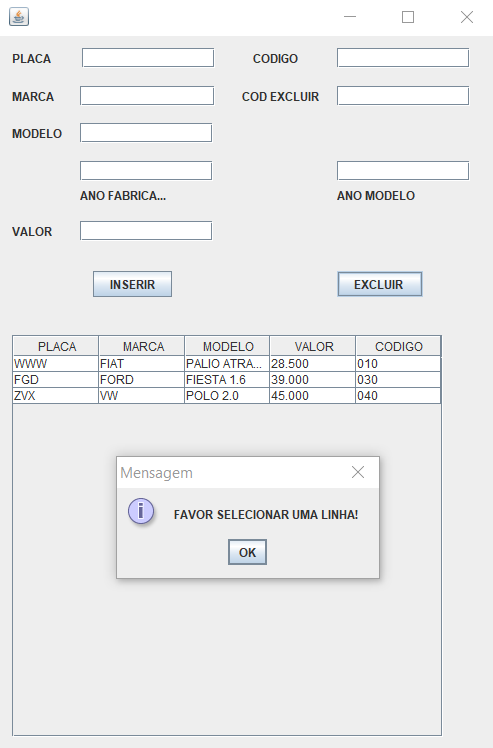 PLACA CODIGO
MARCA COD EXCLUIR
MODELO
ANO FABRICA... ANO MODELO
VALOR
INSERIR EXCLUIR
PLACA MARCA MODELO VALOR CODIGO
WWW FIAT PALIO ATRA... 28.500 010
FGD FORD FIESTA 1.6 39.000 030
ZVX VW POLO 2.0 45.000 040
Mensagem
i FAVOR SELECIONAR UMA LINHA!
OK